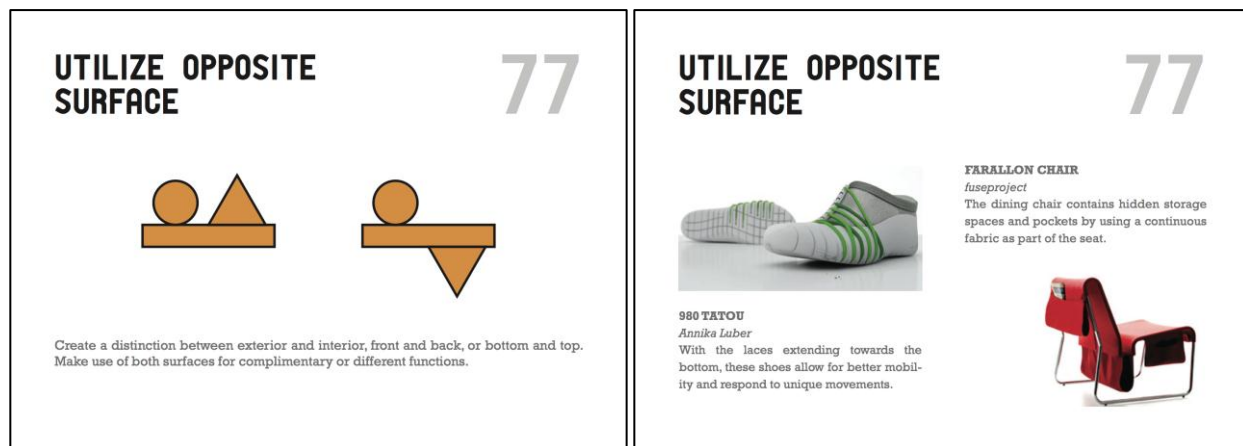 UTILIZE OPPOSITE
SURFACE
77
Create a distinction between exterior and interior, front and back, or bottom and top.
Make use of both surfaces for complimentary or different functions.
UTILIZE OPPOSITE
SURFACE
77
980 TATOU
Annika Luber
With the laces extending towards the
bottom, these shoes allow for better mobil-
ity and respond to unique movements.
FARALLON CHAIR
fuseproject
The dining chair contains hidden storage
spaces and pockets by using a continuous
fabric as part of the seat.